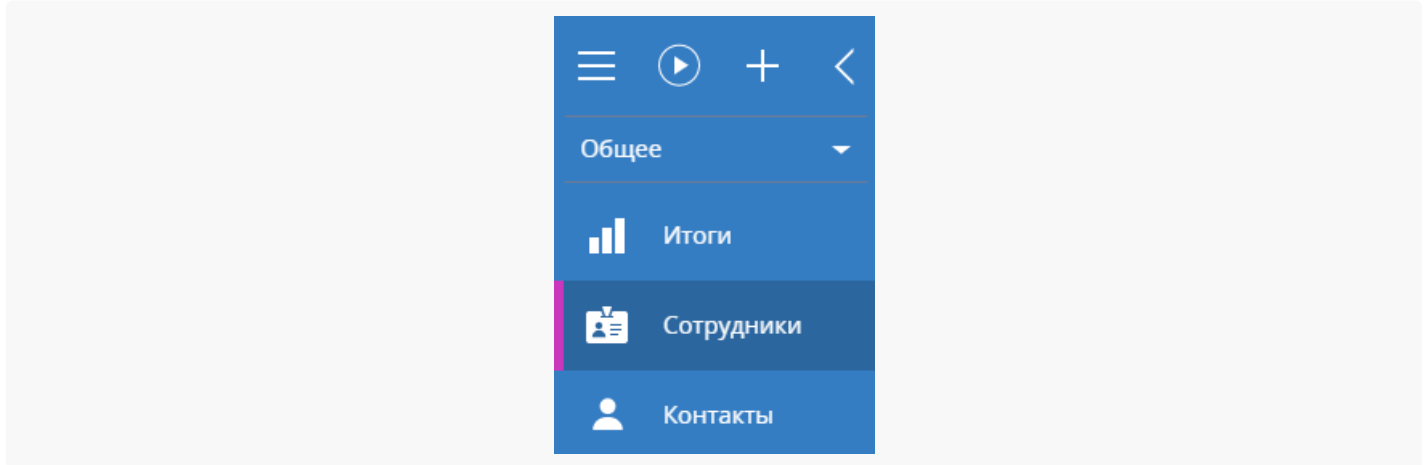 Общее
Итоги
Сотрудники
Контакты